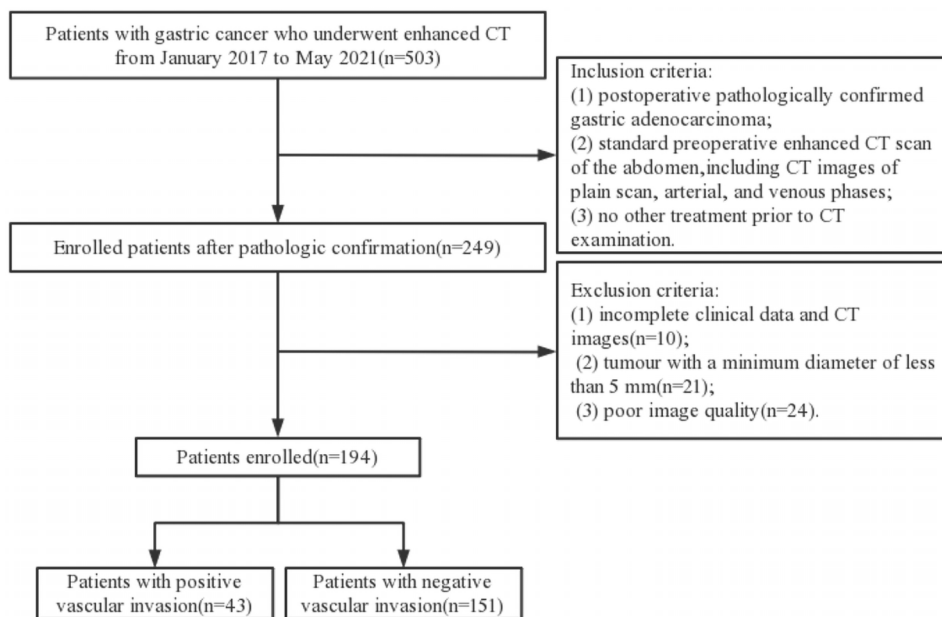 Patients with gastric cancer who underwent enhanced CT
from January 2017 to May 2021(n=503)
Inclusion criteria:
(1) postoperative pathologically confirmed
gastric adenocarcinoma;
(2) standard preoperative enhanced CT scan
of the abdomen,including CT images of
plain scan, arterial, and venous phases;
(3) no other treatment prior to CT
examination.
Enrolled patients after pathologic confirmation(n=249)
Exclusion criteria:
(1) incomplete clinical data and CT
images(n=10);
(2) tumour with a minimum diameter of less
than 5 mm(n=21);
(3) poor image quality(n=24).
Patients enrolled(n=194)
Patients with positive
vascular invasion(n=43)
Patients with negative
vascular invasion(n=151)